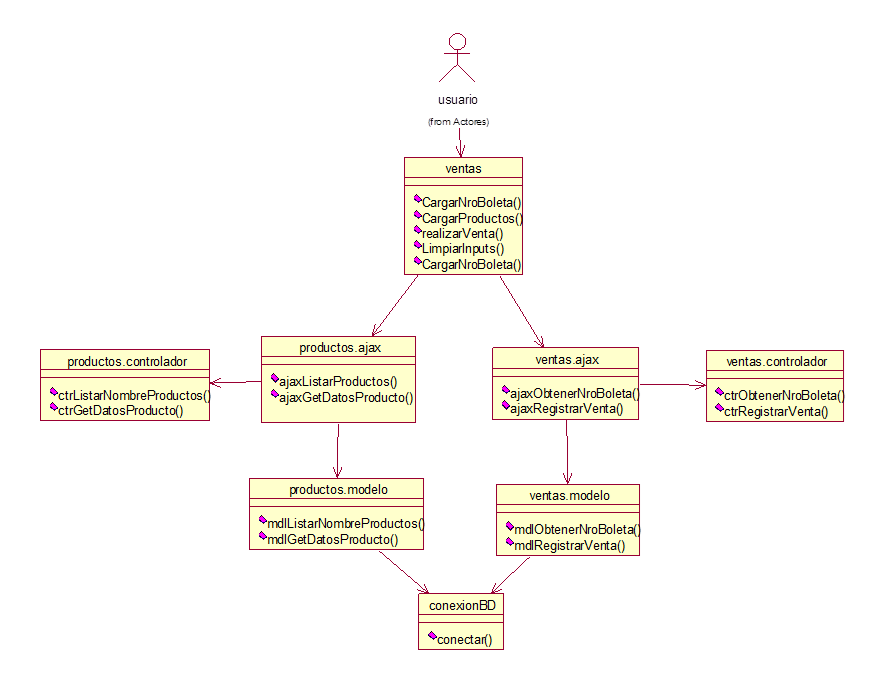 usuario
(from Actores)
ventas
CargarNroBoleta()
CargarProductos()
realizarVenta()
LimpiarInputs()
CargarNroBoleta()
productos.controlador
ctrListarNombreProductos()
ctrGetDatosProducto()
productos.ajax
ajaxListarProductos()
ajaxGetDatosProducto()
ventas.ajax
ajaxObtenerNroBoleta()
ajaxRegistrarVenta()
ventas.controlador
ctrObtenerNroBoleta()
ctrRegistrarVenta()
productos.modelo
mdlListarNombreProductos()
mdlGetDatosProducto()
ventas.modelo
mdlObtenerNroBoleta()
mdlRegistrarVenta()
conexionBD
conectar()